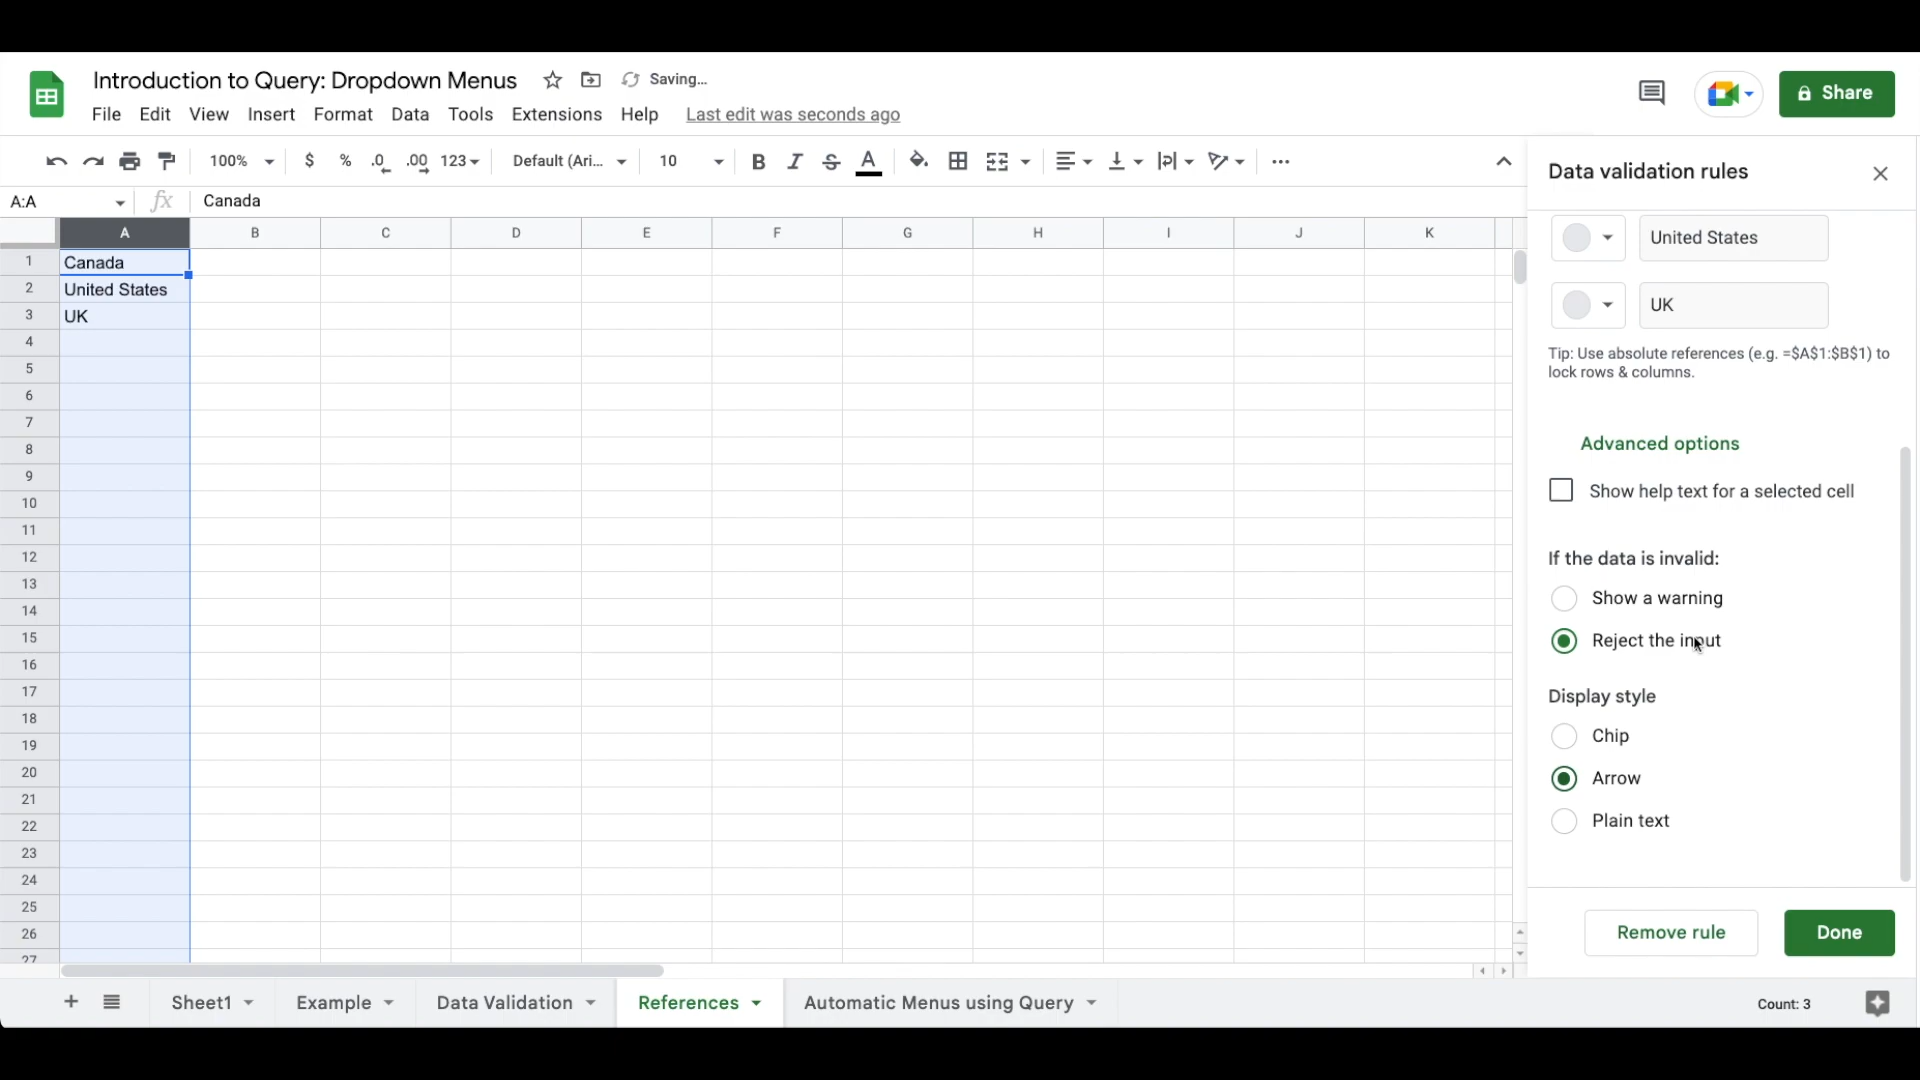 Introduction to Query: Dropdown Menus Saving...
File Edit View Insert Format Data Tools Extensions Help Last edit was seconds ago
Share
100% $ % .0 .00 123 Default (Ari... 10 B I S A
A:A fx Canada
A B C D E F G H I J K
1 Canada
2 United States
3 UK
4
5
6
7
8
9
10
11
12
13
14
15
16
17
18
19
20
21
22
23
24
25
26
27
Data validation rules
United States
UK
Tip: Use absolute references (e.g. =$A$1:$B$1) to
lock rows & columns.
Advanced options
Show help text for a selected cell
If the data is invalid:
Show a warning
Reject the input
Display style
Chip
Arrow
Plain text
Remove rule Done
Sheet1 Example Data Validation References Automatic Menus using Query Count: 3